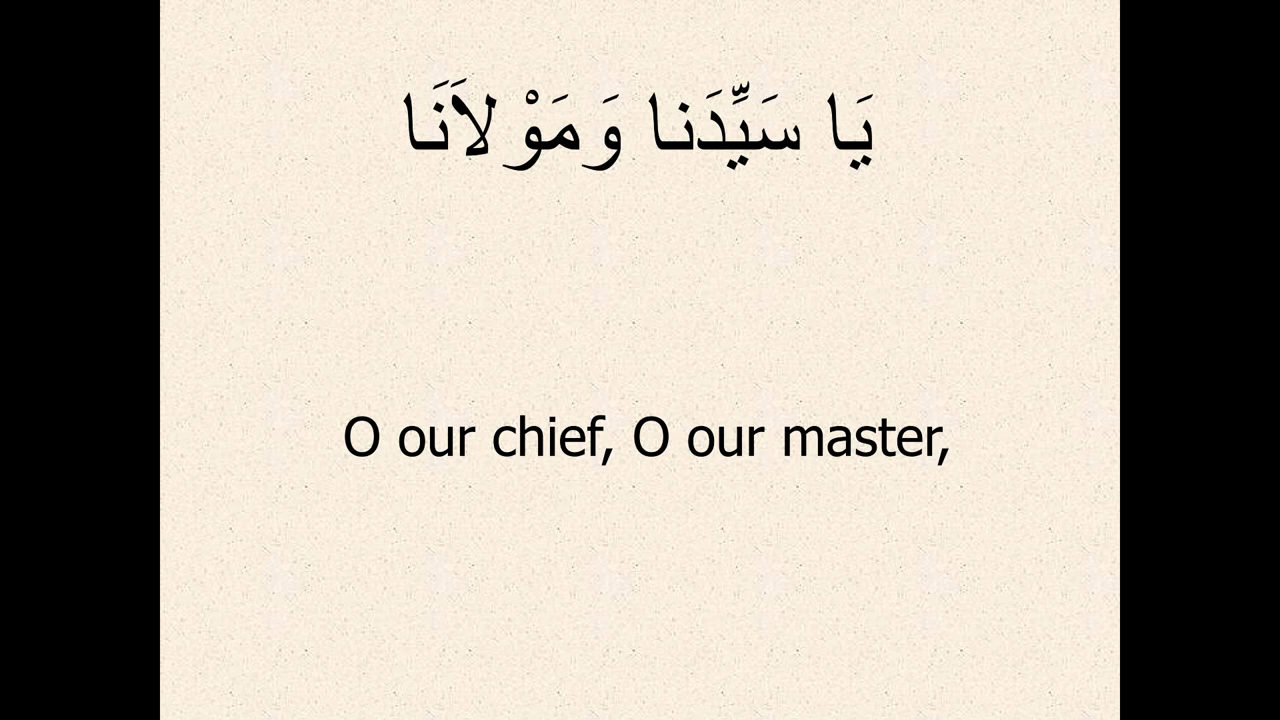 يَا سَيِّدَنا وَمَوْلاَنَا
O our chief, O our master,